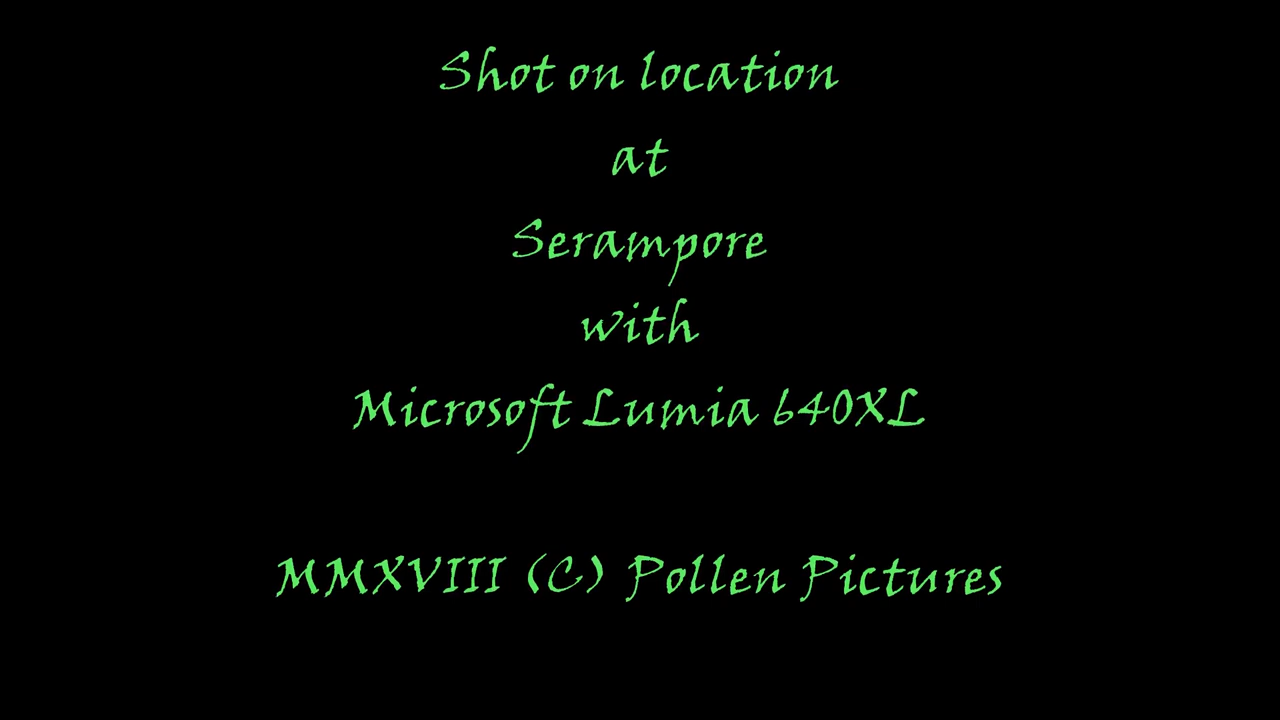 Shot on location
at
Serampore
with
Microsoft Lumia 640XL
MMXVIII (C) Pollen Pictures